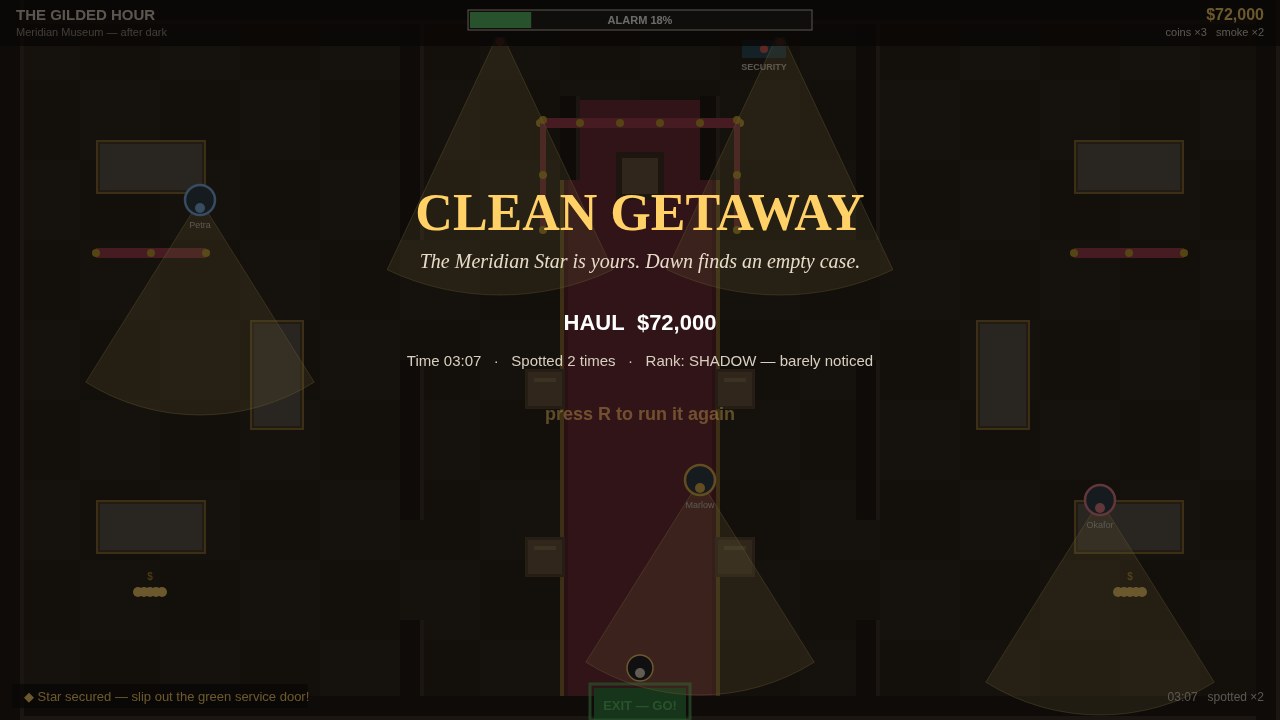 THE GILDED HOUR
Meridian Museum — after dark
ALARM 18%
$72,000
coins ×3 smoke ×2
SECURITY
Petra
CLEAN GETAWAY
The Meridian Star is yours. Dawn finds an empty case.
HAUL $72,000
Time 03:07 · Spotted 2 times · Rank: SHADOW — barely noticed
press R to run it again
Marlow
Okafor
$
$
◆ Star secured — slip out the green service door!
EXIT — GO!
03:07 spotted ×2